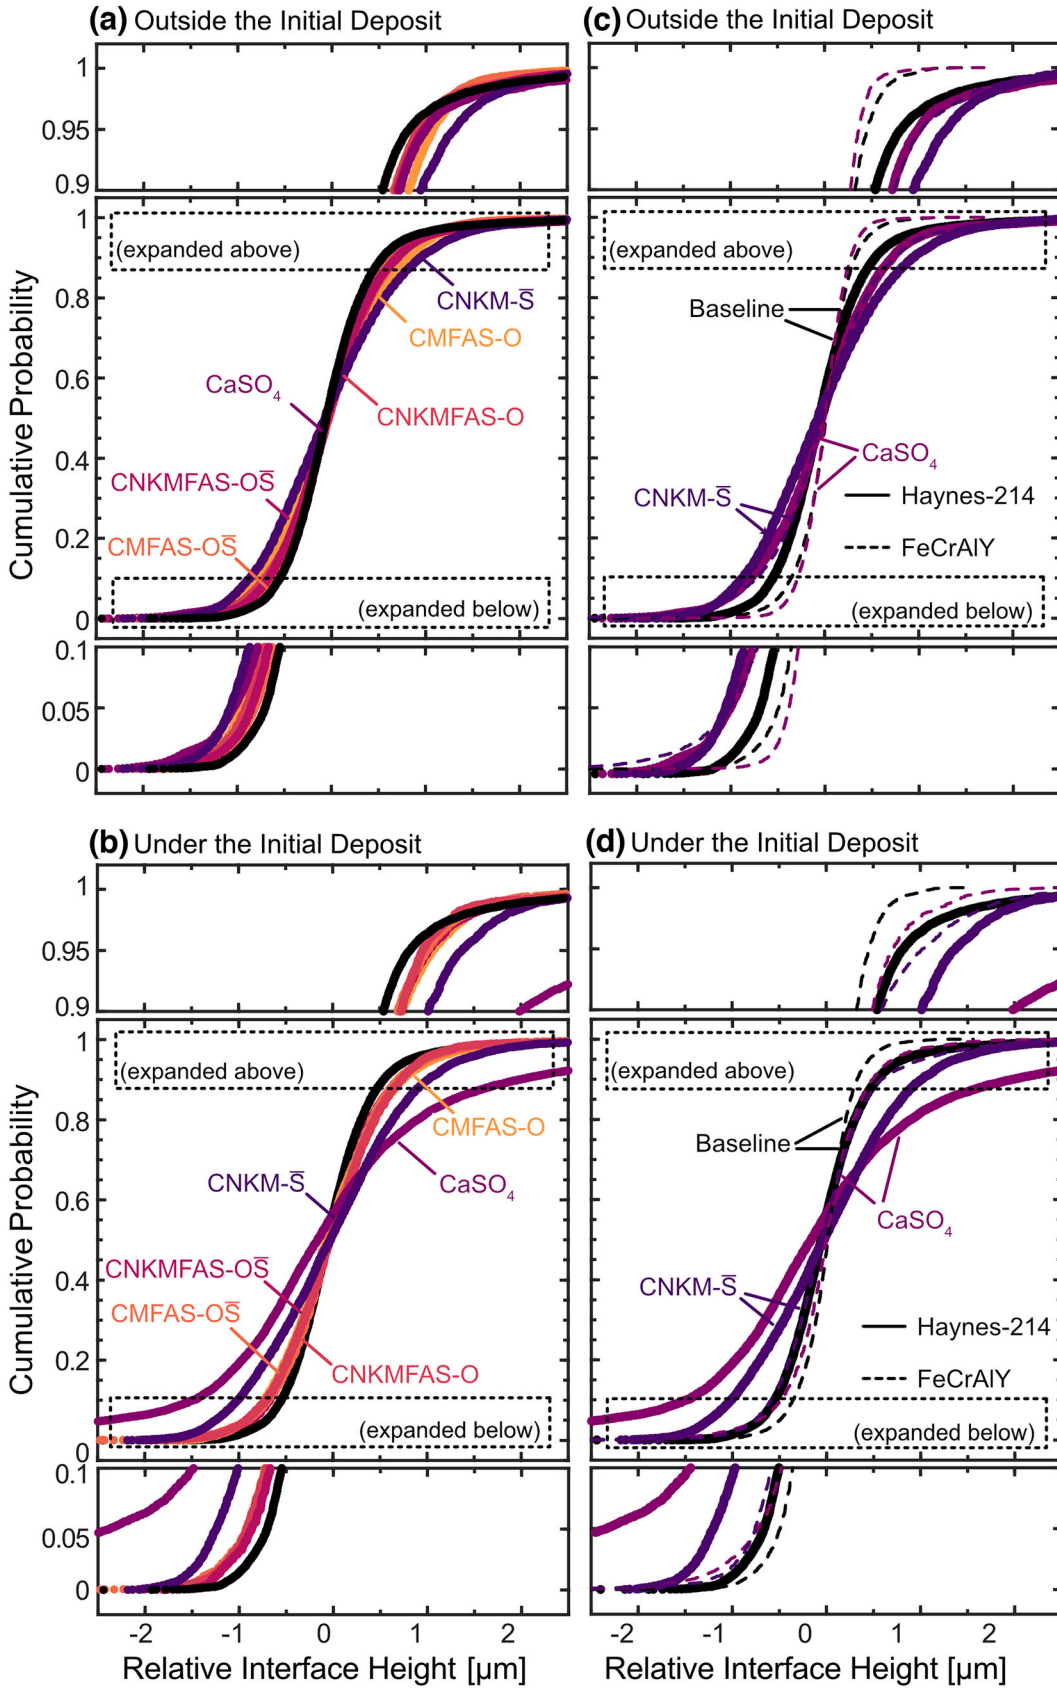 (a) Outside the Initial Deposit
1
0.95
0.9
1
0.8
0.6
0.4
0.2
0
(expanded above)
CNKM-S̅
CMFAS-O
CaSO₄
CNKMFAS-O
CNKMFAS-OS̅
CMFAS-OS̅
(expanded below)
0.1
0.05
0
Cumulative Probability
(c) Outside the Initial Deposit
(expanded above)
Baseline
CaSO₄
CNKM-S̅
Haynes-214
FeCrAlY
(expanded below)
(b) Under the Initial Deposit
1
0.95
0.9
1
0.8
0.6
0.4
0.2
0
(expanded above)
CMFAS-O
CNKM-S̅
CaSO₄
CNKMFAS-OS̅
CMFAS-OS̅
CNKMFAS-O
(expanded below)
0.1
0.05
0
Cumulative Probability
-2 -1 0 1 2
Relative Interface Height [μm]
(d) Under the Initial Deposit
(expanded above)
Baseline
CaSO₄
CNKM-S̅
Haynes-214
FeCrAlY
(expanded below)
-2 -1 0 1 2
Relative Interface Height [μm]